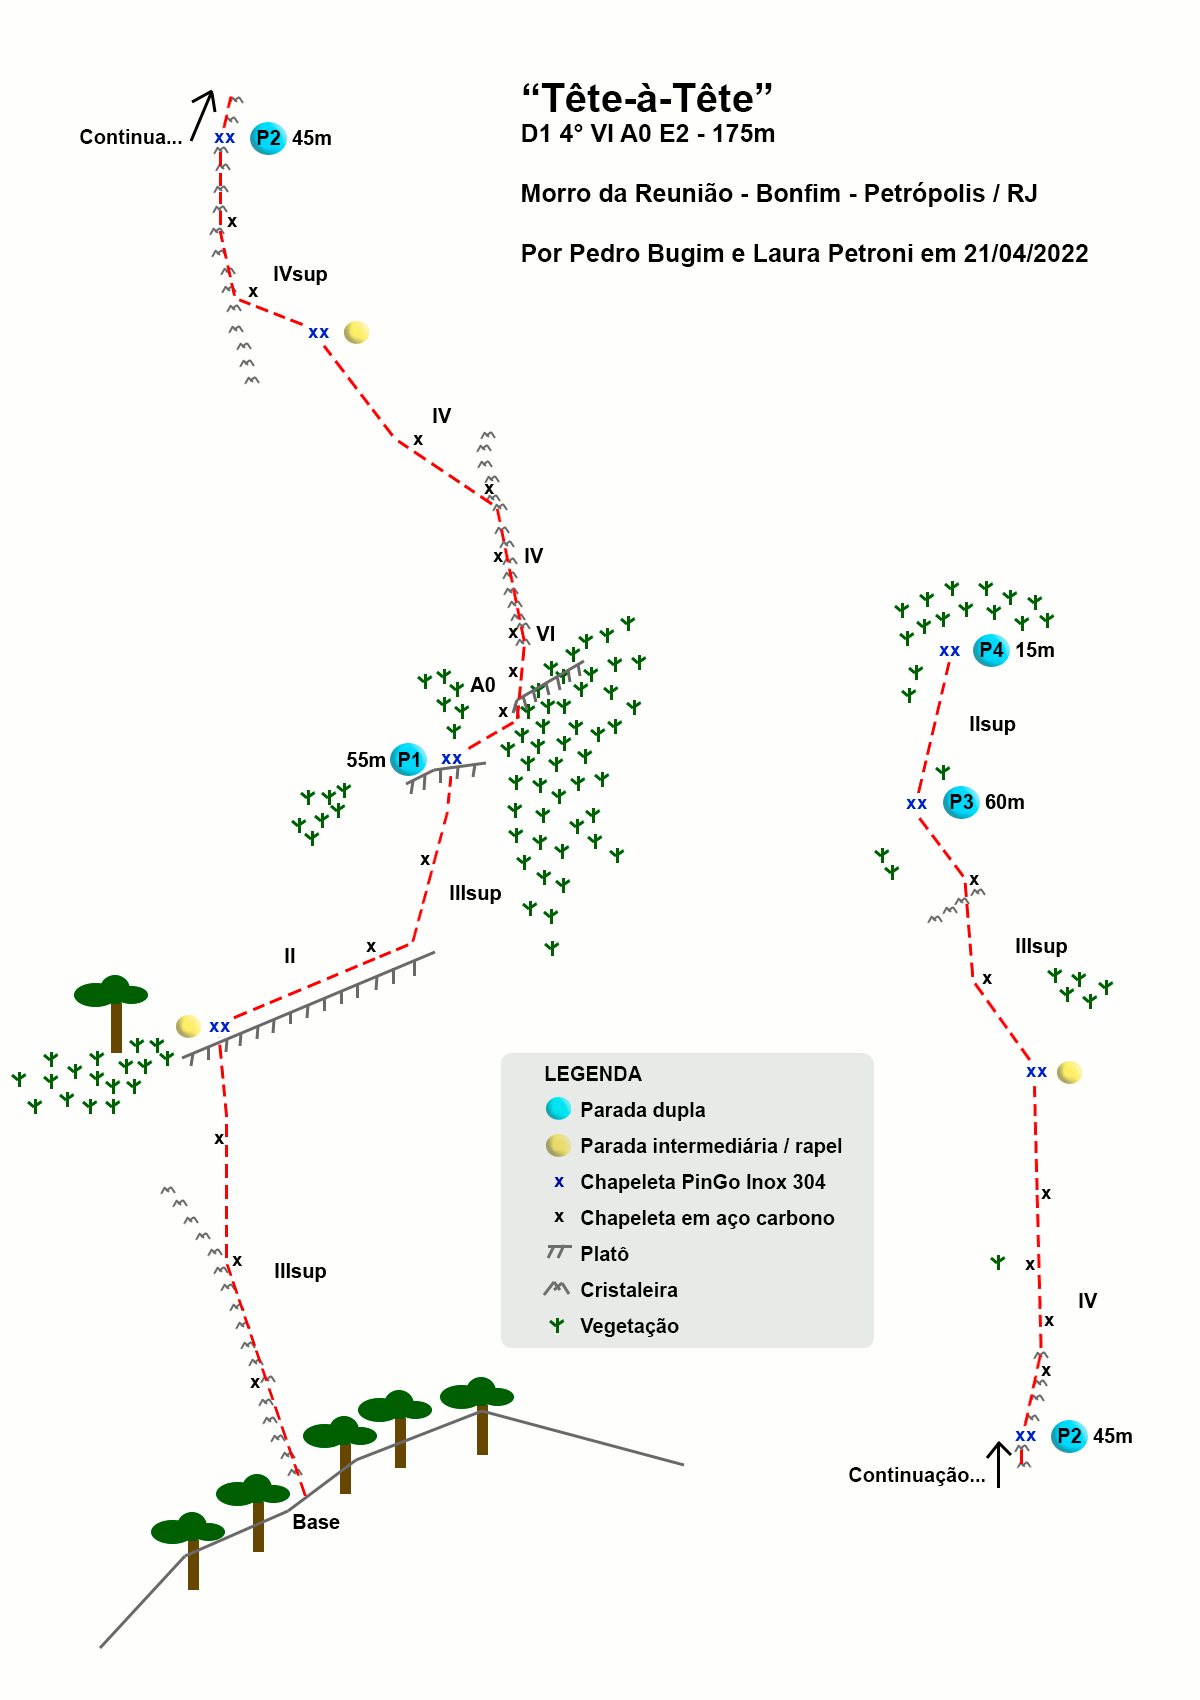 “Tête-à-Tête”
D1 4° VI A0 E2 - 175m
Morro da Reunião - Bonfim - Petrópolis / RJ
Por Pedro Bugim e Laura Petroni em 21/04/2022
Continua...
xx P2 45m
x
IVsup
x
xx
IV
x
x
x IV
x VI
x
A0
x
55m P1 xx
x
IIIsup
x
II
xx
x
x
IIIsup
x
Base
xx P4 15m
IIsup
xx P3 60m
x
IIIsup
x
xx
x
x
IV
x
x
xx P2 45m
Continuação...
LEGENDA
Parada dupla
Parada intermediária / rapel
x Chapeleta PinGo Inox 304
x Chapeleta em aço carbono
Platô
Cristaleira
Vegetação